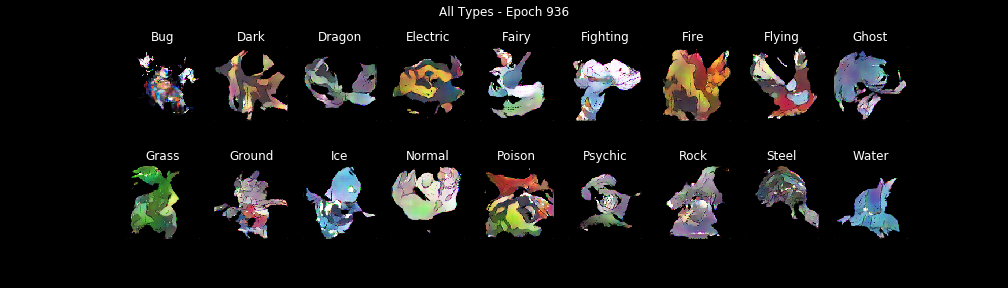 All Types - Epoch 936
Bug Dark Dragon Electric Fairy Fighting Fire Flying Ghost
Grass Ground Ice Normal Poison Psychic Rock Steel Water